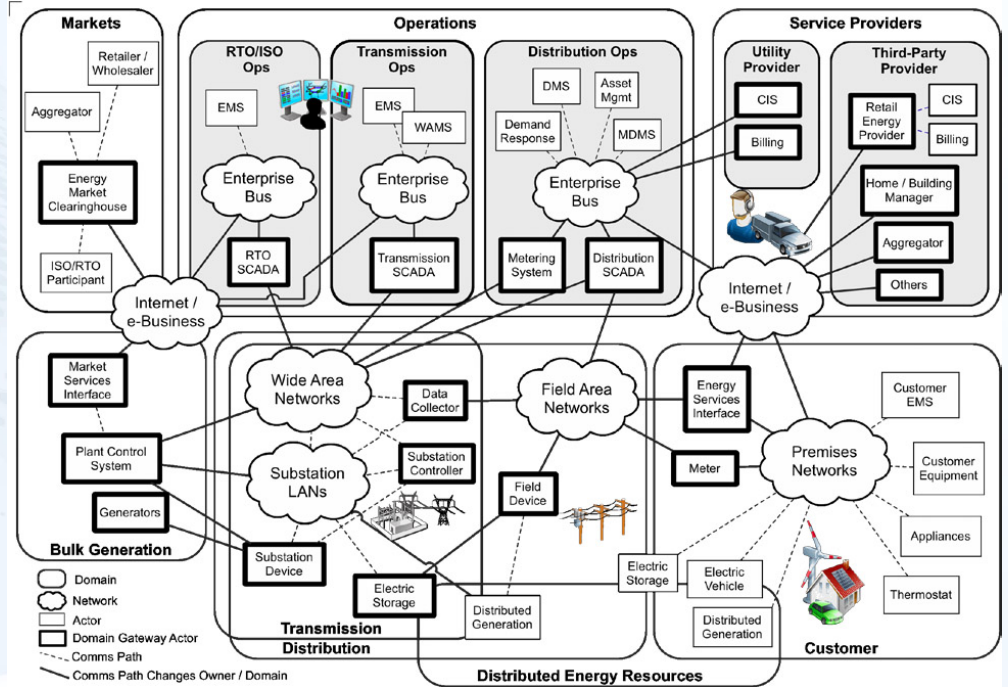 Markets
Retailer /
Wholesaler
Aggregator
Energy
Market
Clearinghouse
ISO/RTO
Participant
Operations
RTO/ISO
Ops
EMS
Enterprise
Bus
RTO
SCADA
Transmission
Ops
EMS
WAMS
Enterprise
Bus
Transmission
SCADA
Distribution Ops
DMS
Asset
Mgmt
Demand
Response
MDMS
Enterprise
Bus
Metering
System
Distribution
SCADA
Service Providers
Utility
Provider
CIS
Billing
Third-Party
Provider
Retail
Energy
Provider
CIS
Billing
Home / Building
Manager
Aggregator
Others
Internet /
e-Business
Internet /
e-Business
Market
Services
Interface
Plant Control
System
Generators
Bulk Generation
Wide Area
Networks
Data
Collector
Substation
LANs
Substation
Controller
Substation
Device
Field Area
Networks
Field
Device
Electric
Storage
Distributed
Generation
Transmission
Distribution
Energy
Services
Interface
Meter
Premises
Networks
Customer
EMS
Customer
Equipment
Appliances
Thermostat
Electric
Storage
Electric
Vehicle
Distributed
Generation
Customer
Distributed Energy Resources
Domain
Network
Actor
Domain Gateway Actor
Comms Path
Comms Path Changes Owner / Domain